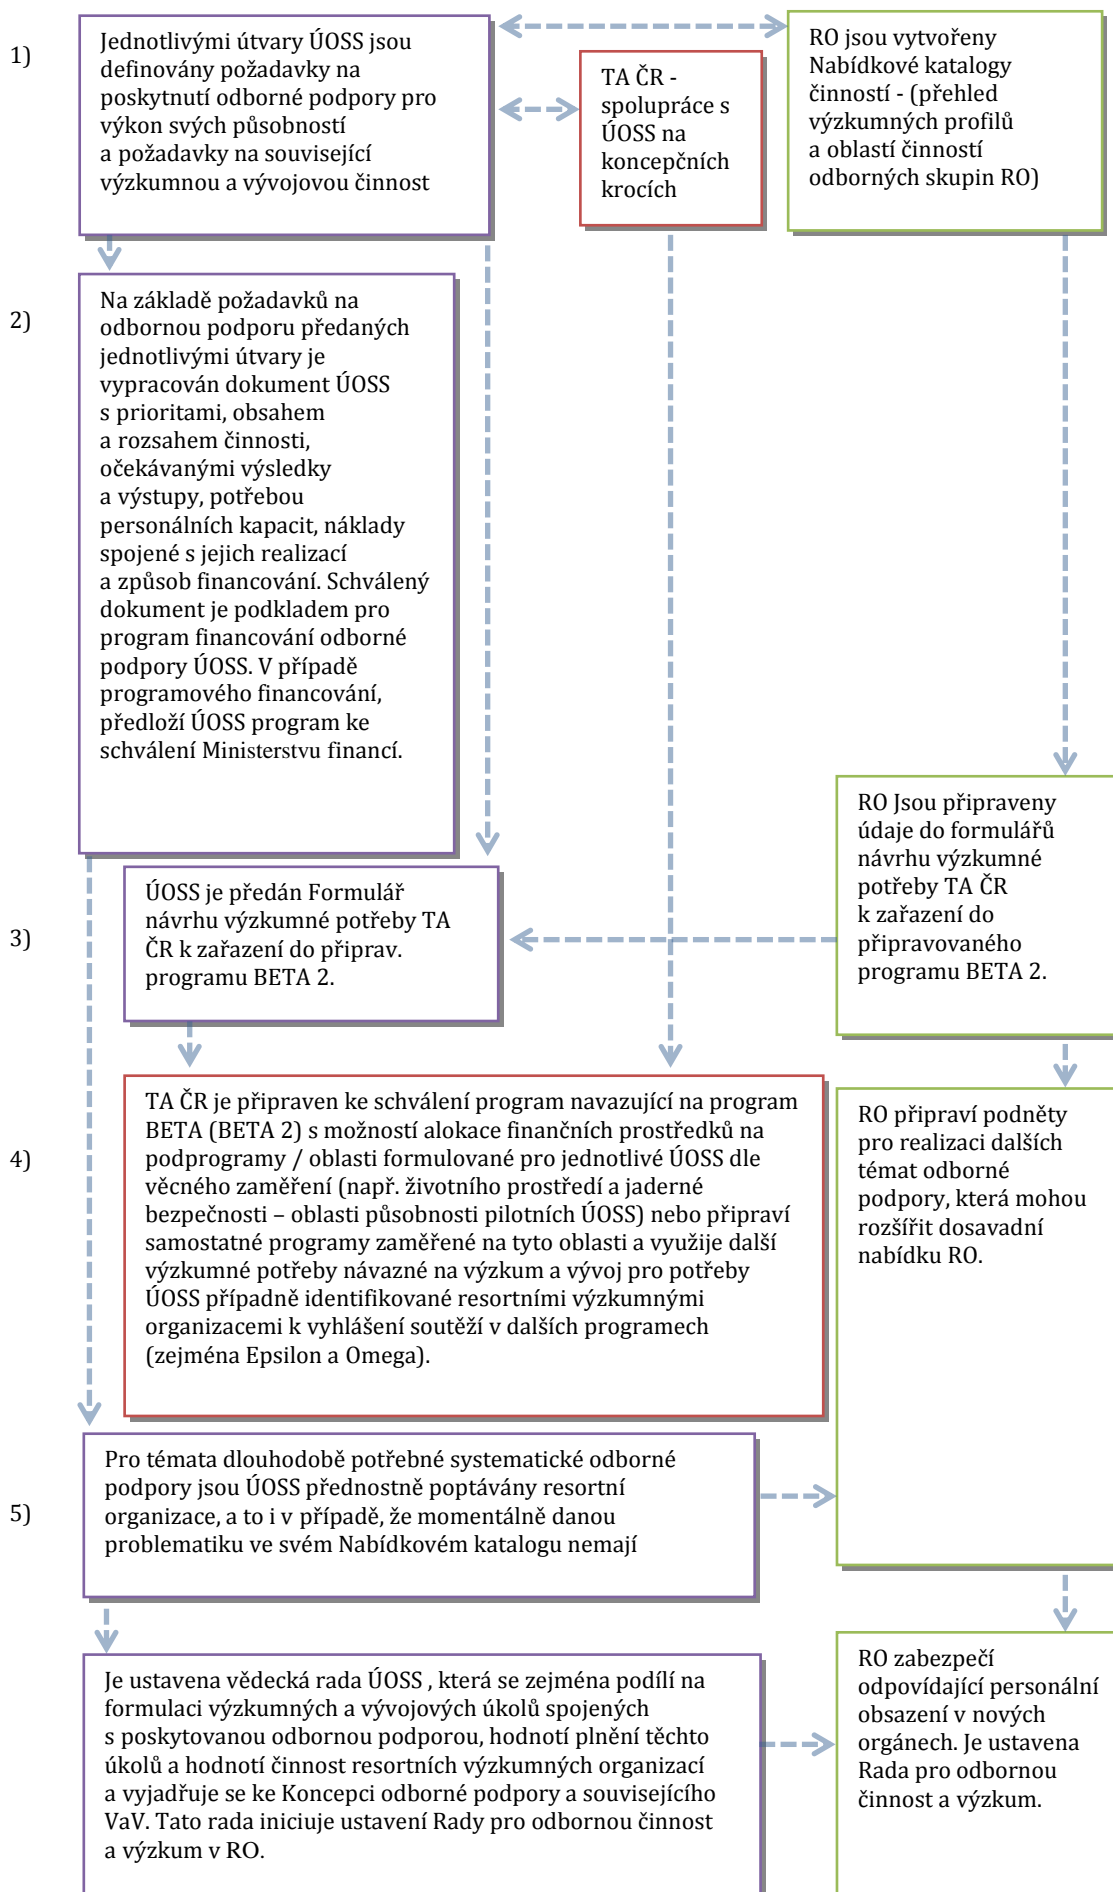 1)
Jednotlivými útvary ÚOSS jsou
definovány požadavky na
poskytnutí odborné podpory pro
výkon svých působností
a požadavky na související
výzkumnou a vývojovou činnost
TA ČR -
spolupráce s
ÚOSS na
koncepčních
krocích
RO jsou vytvořeny
Nabídkové katalogy
činností - (přehled
výzkumných profilů
a oblastí činností
odborných skupin RO)
2)
Na základě požadavků na
odbornou podporu předaných
jednotlivými útvary je
vypracován dokument ÚOSS
s prioritami, obsahem
a rozsahem činnosti,
očekávanými výsledky
a výstupy, potřebou
personálních kapacit, náklady
spojené s jejich realizací
a způsob financování. Schválený
dokument je podkladem pro
program financování odborné
podpory ÚOSS. V případě
programového financování,
předloží ÚOSS program ke
schválení Ministerstvu financí.
3)
ÚOSS je předán Formulář
návrhu výzkumné potřeby TA
ČR k zařazení do připrav.
programu BETA 2.
RO Jsou připraveny
údaje do formulářů
návrhu výzkumné
potřeby TA ČR
k zařazení do
připravovaného
programu BETA 2.
4)
TA ČR je připraven ke schválení program navazující na program
BETA (BETA 2) s možností alokace finančních prostředků na
podprogramy / oblasti formulované pro jednotlivé ÚOSS dle
věcného zaměření (např. životního prostředí a jaderné
bezpečnosti – oblasti působnosti pilotních ÚOSS) nebo připraví
samostatné programy zaměřené na tyto oblasti a využije další
výzkumné potřeby návazné na výzkum a vývoj pro potřeby
ÚOSS případně identifikované resortními výzkumnými
organizacemi k vyhlášení soutěží v dalších programech
(zejména Epsilon a Omega).
RO připraví podněty
pro realizaci dalších
témat odborné
podpory, která mohou
rozšířit dosavadní
nabídku RO.
5)
Pro témata dlouhodobě potřebné systematické odborné
podpory jsou ÚOSS přednostně poptávány resortní
organizace, a to i v případě, že momentálně danou
problematiku ve svém Nabídkovém katalogu nemají
Je ustavena vědecká rada ÚOSS , která se zejména podílí na
formulaci výzkumných a vývojových úkolů spojených
s poskytovanou odbornou podporou, hodnotí plnění těchto
úkolů a hodnotí činnost resortních výzkumných organizací
a vyjadřuje se ke Koncepci odborné podpory a souvisejícího
VaV. Tato rada iniciuje ustavení Rady pro odbornou činnost
a výzkum v RO.
RO zabezpečí
odpovídající personální
obsazení v nových
orgánech. Je ustavena
Rada pro odbornou
činnost a výzkum.